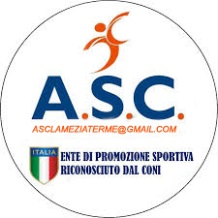 A.S.C.
ASCLAMEZIATERME@GMAIL.COM
ITALIA
ENTE DI PROMOZIONE SPORTIVA
RICONOSCIUTO DAL CONI